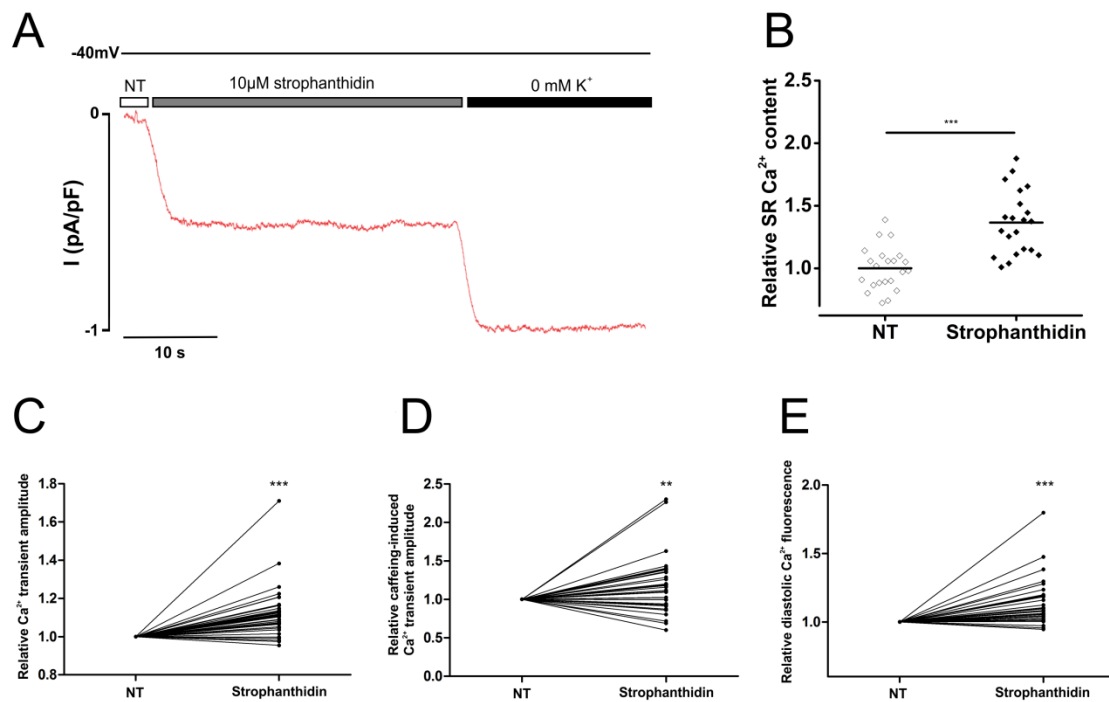 A
-40mV
NT
10µM strophanthidin
0 mM K⁺
0
I (pA/pF)
-1
10 s
B
2.5
2.0
1.5
1.0
Relative SR Ca²⁺ content
***
NT
Strophanthidin
C
1.8
1.6
1.4
1.2
1.0
0.8
Relative Ca²⁺ transient amplitude
***
NT
Strophanthidin
D
2.5
2.0
1.5
1.0
0.5
0.0
Relative caffeing-induced
Ca²⁺ transient amplitude
**
NT
Strophanthidin
E
2.0
1.5
1.0
Relative diastolic Ca²⁺ fluorescence
***
NT
Strophanthidin